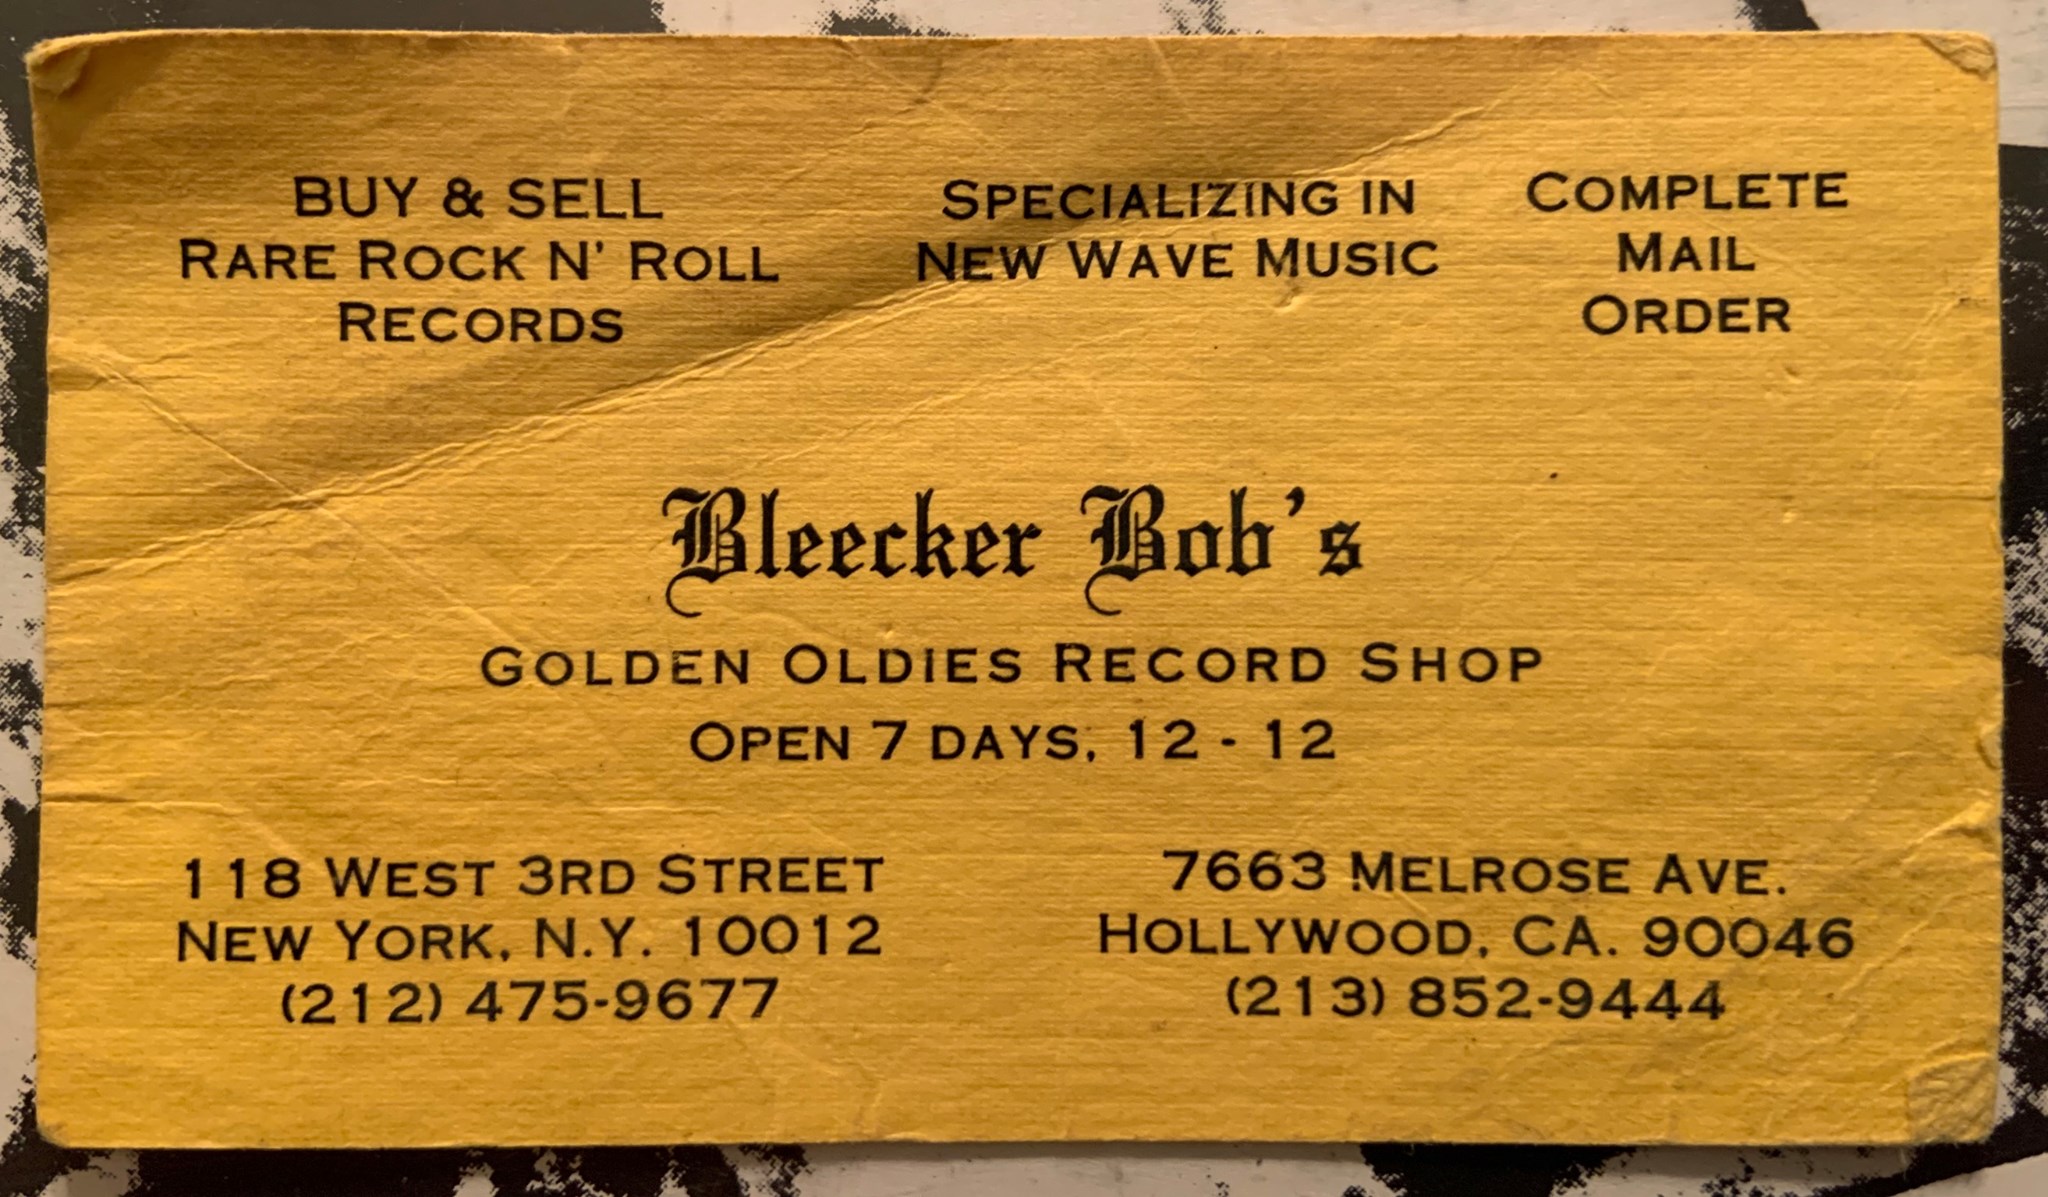 BUY & SELL
RARE ROCK N' ROLL
RECORDS
SPECIALIZING IN
NEW WAVE MUSIC
COMPLETE
MAIL
ORDER
Bleecker Bob's
GOLDEN OLDIES RECORD SHOP
OPEN 7 DAYS, 12 - 12
118 WEST 3RD STREET
NEW YORK, N.Y. 10012
(212) 475-9677
7663 MELROSE AVE.
HOLLYWOOD, CA. 90046
(213) 852-9444